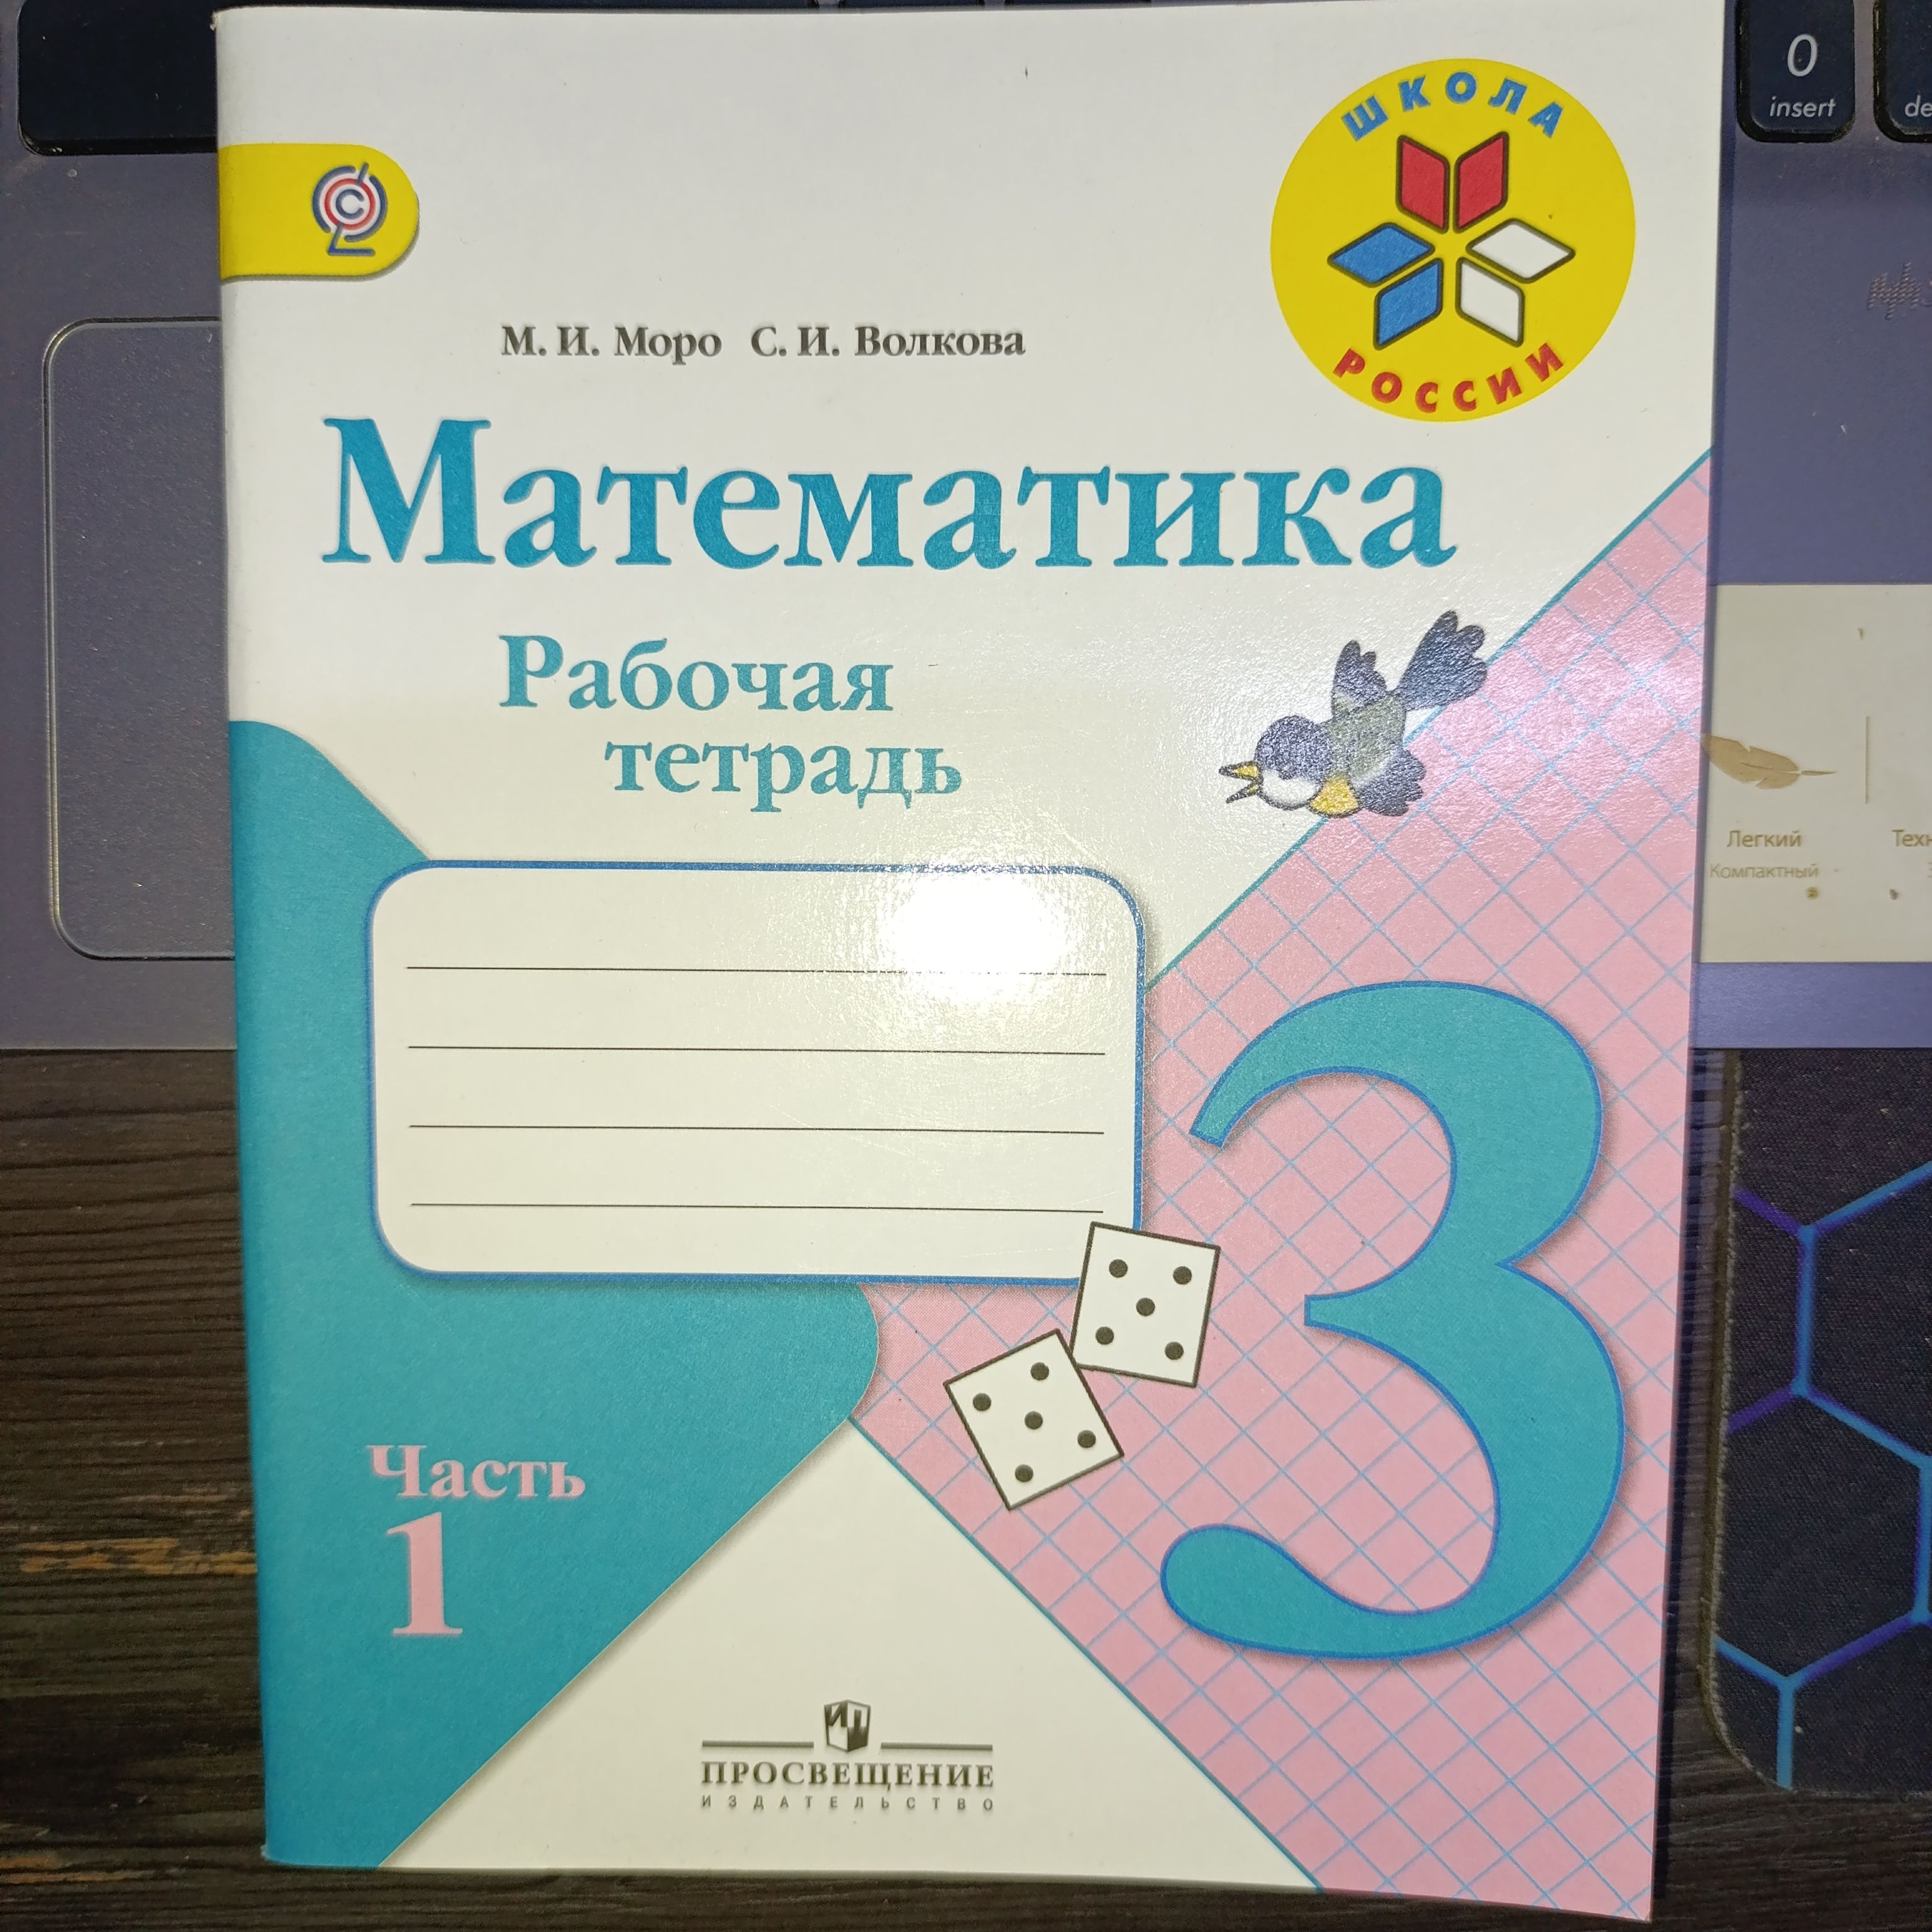 0
insert
ШКОЛА
РОССИИ
М. И. Моро С. И. Волкова
Математика
Рабочая
тетрадь
Легкий
Компактный
3
Часть
1
ПРОСВЕЩЕНИЕ
ИЗДАТЕЛЬСТВО